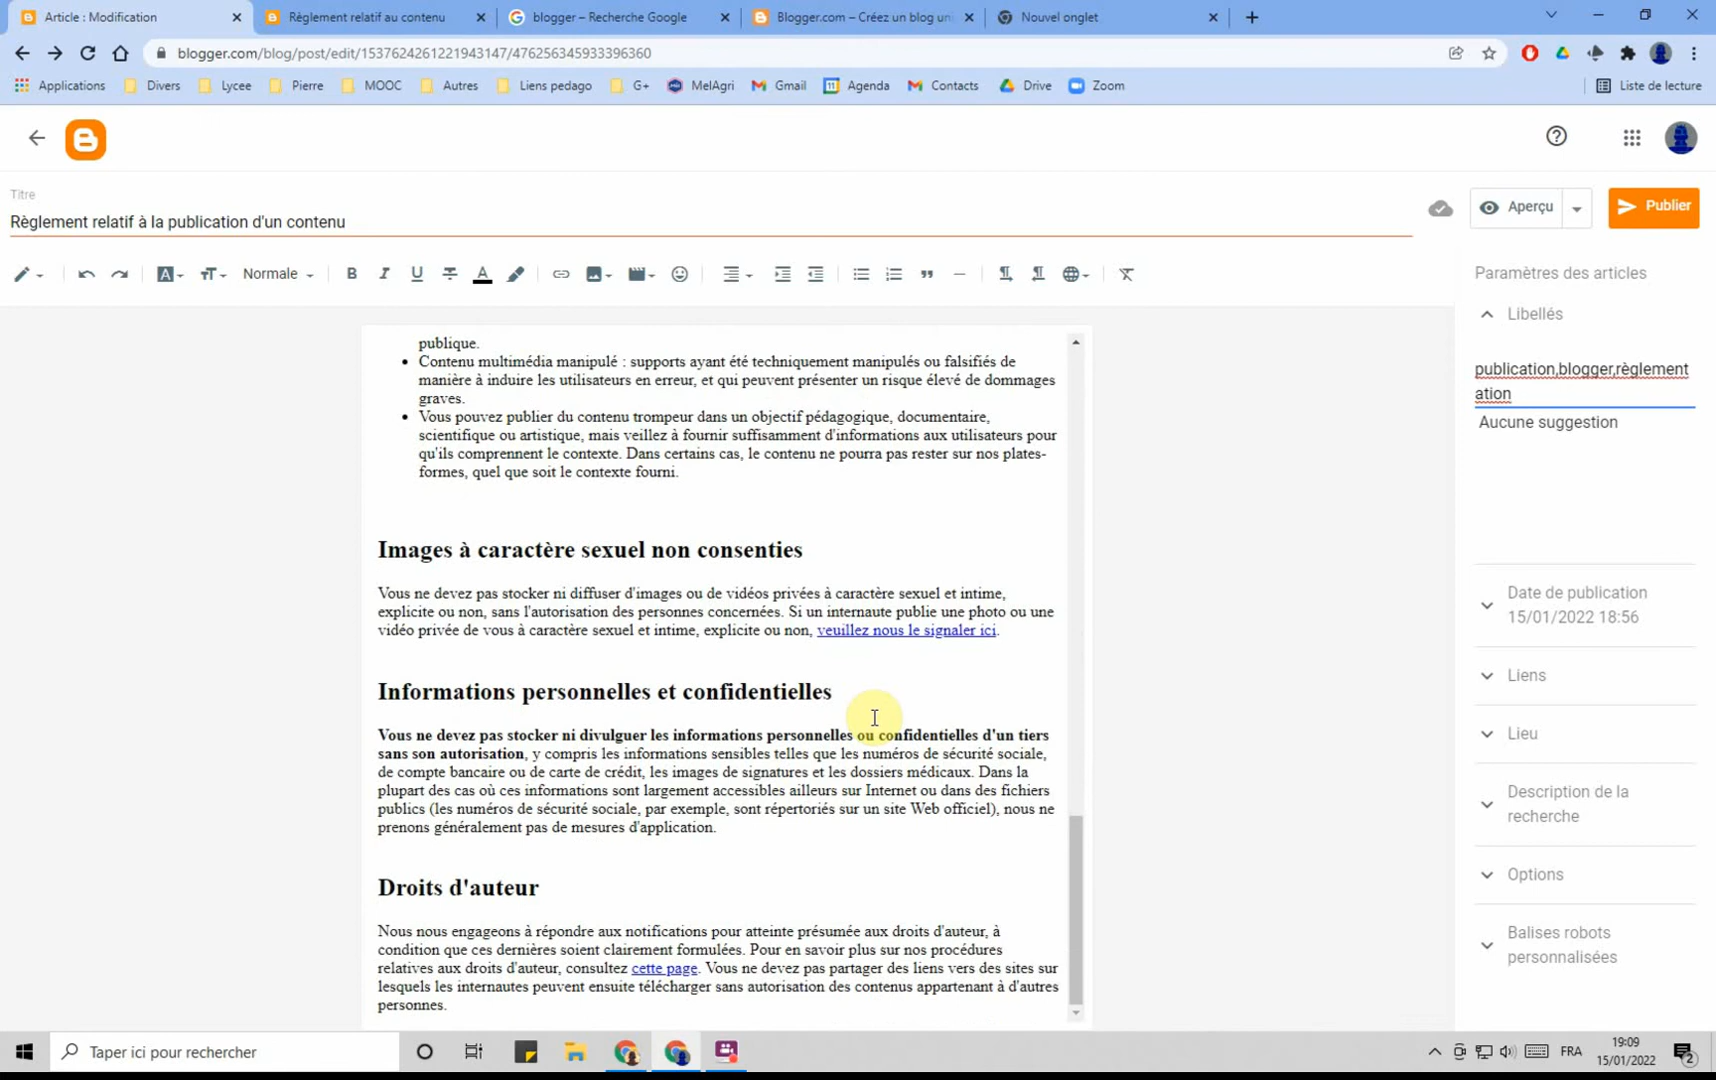 Article : Modification
Règlement relatif au contenu
blogger – Recherche Google
Blogger.com – Créez un blog un
Nouvel onglet
blogger.com/blog/post/edit/1537624261221943147/476256345933396360
Applications
Divers
Lycee
Pierre
MOOC
Autres
Liens pedago
G+
MelAgri
Gmail
Agenda
Contacts
Drive
Zoom
Liste de lecture
Titre
Règlement relatif à la publication d'un contenu
Aperçu
Publier
Normale
Paramètres des articles
Libellés
publication,blogger,règlement
ation
Aucune suggestion
publique.
Contenu multimédia manipulé : supports ayant été techniquement manipulés ou falsifiés de
manière à induire les utilisateurs en erreur, et qui peuvent présenter un risque élevé de dommages
graves.
Vous pouvez publier du contenu trompeur dans un objectif pédagogique, documentaire,
scientifique ou artistique, mais veillez à fournir suffisamment d'informations aux utilisateurs pour
qu'ils comprennent le contexte. Dans certains cas, le contenu ne pourra pas rester sur nos plates-
formes, quel que soit le contexte fourni.
Images à caractère sexuel non consenties
Vous ne devez pas stocker ni diffuser d'images ou de vidéos privées à caractère sexuel et intime,
explicite ou non, sans l'autorisation des personnes concernées. Si un internaute publie une photo ou une
vidéo privée de vous à caractère sexuel et intime, explicite ou non, veuillez nous le signaler ici.
Informations personnelles et confidentielles
Vous ne devez pas stocker ni divulguer les informations personnelles ou confidentielles d'un tiers
sans son autorisation, y compris les informations sensibles telles que les numéros de sécurité sociale,
de compte bancaire ou de carte de crédit, les images de signatures et les dossiers médicaux. Dans la
plupart des cas où ces informations sont largement accessibles ailleurs sur Internet ou dans des fichiers
publics (les numéros de sécurité sociale, par exemple, sont répertoriés sur un site Web officiel), nous ne
prenons généralement pas de mesures d'application.
Droits d'auteur
Nous nous engageons à répondre aux notifications pour atteinte présumée aux droits d'auteur, à
condition que ces dernières soient clairement formulées. Pour en savoir plus sur nos procédures
relatives aux droits d'auteur, consultez cette page. Vous ne devez pas partager des liens vers des sites sur
lesquels les internautes peuvent ensuite télécharger sans autorisation des contenus appartenant à d'autres
personnes.
Date de publication
15/01/2022 18:56
Liens
Lieu
Description de la
recherche
Options
Balises robots
personnalisées
Taper ici pour rechercher
FRA
19:09
15/01/2022
2